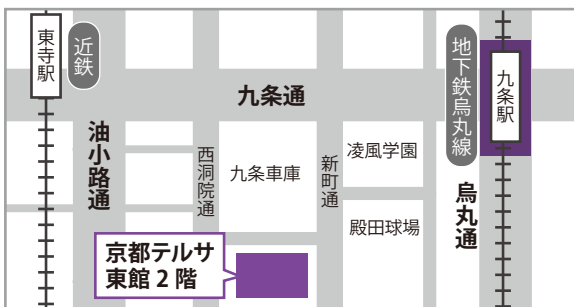 東寺駅
近鉄
九条通
地下鉄烏丸線
九条駅
油小路通
西洞院通
九条車庫
新町通
凌風学園
殿田球場
烏丸通
京都テルサ
東館 2 階